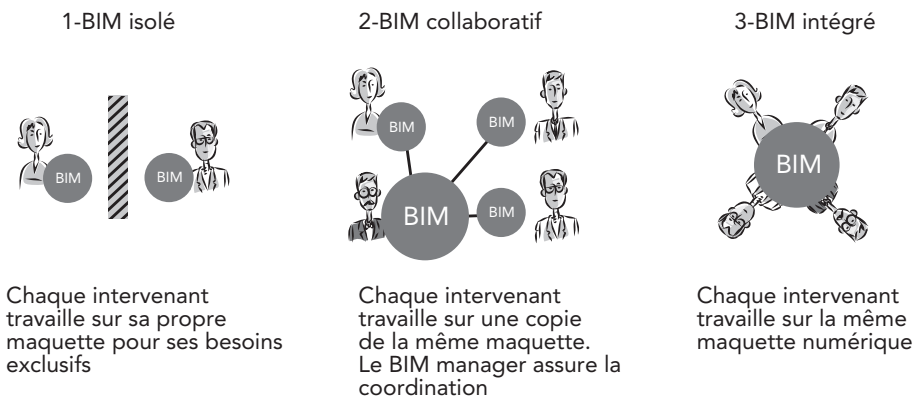 1-BIM isolé
BIM
BIM
Chaque intervenant
travaille sur sa propre
maquette pour ses besoins
exclusifs
2-BIM collaboratif
BIM
BIM
BIM
BIM
Chaque intervenant
travaille sur une copie
de la même maquette.
Le BIM manager assure la
coordination
3-BIM intégré
BIM
Chaque intervenant
travaille sur la même
maquette numérique